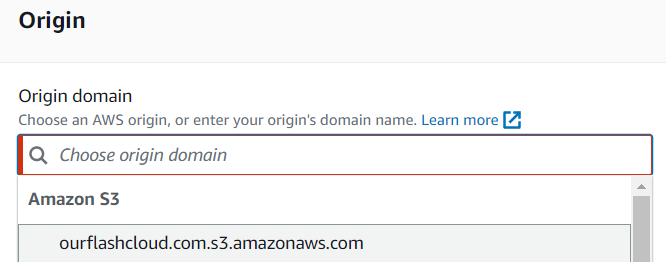 Origin
Origin domain
Choose an AWS origin, or enter your origin's domain name. Learn more
Choose origin domain
Amazon S3
ourflashcloud.com.s3.amazonaws.com